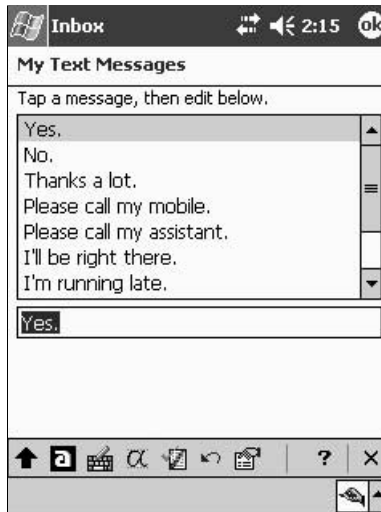 Inbox 2:15 ok
My Text Messages
Tap a message, then edit below.
Yes.
No.
Thanks a lot.
Please call my mobile.
Please call my assistant.
I'll be right there.
I'm running late.
Yes.
a α ?